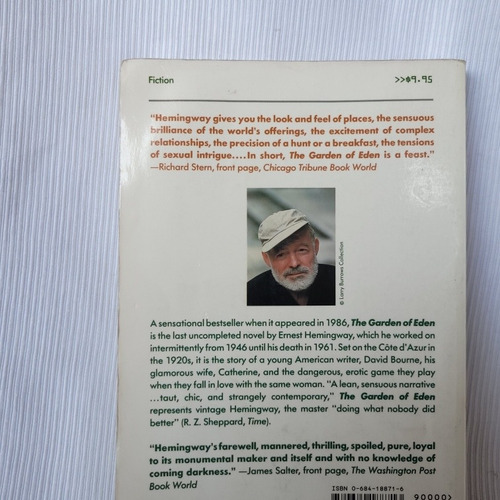 Fiction
>>$9.95
"Hemingway gives you the look and feel of places, the sensuous
brilliance of the world's offerings, the excitement of complex
relationships, the precision of a hunt or a breakfast, the tensions
of sexual intrigue....In short, The Garden of Eden is a feast."
—Richard Stern, front page, Chicago Tribune Book World
© Larry Burrows Collection
A sensational bestseller when it appeared in 1986, The Garden of Eden
is the last uncompleted novel by Ernest Hemingway, which he worked on
intermittently from 1946 until his death in 1961. Set on the Côte d'Azur in
the 1920s, it is the story of a young American writer, David Bourne, his
glamorous wife, Catherine, and the dangerous, erotic game they play
when they fall in love with the same woman. "A lean, sensuous narrative
...taut, chic, and strangely contemporary," The Garden of Eden
represents vintage Hemingway, the master "doing what nobody did
better" (R. Z. Sheppard, Time).
"Hemingway's farewell, mannered, thrilling, spoiled, pure, loyal
to its monumental maker and itself and with no knowledge of
coming darkness." —James Salter, front page, The Washington Post
Book World
ISBN 0-684-18871-6
90000>